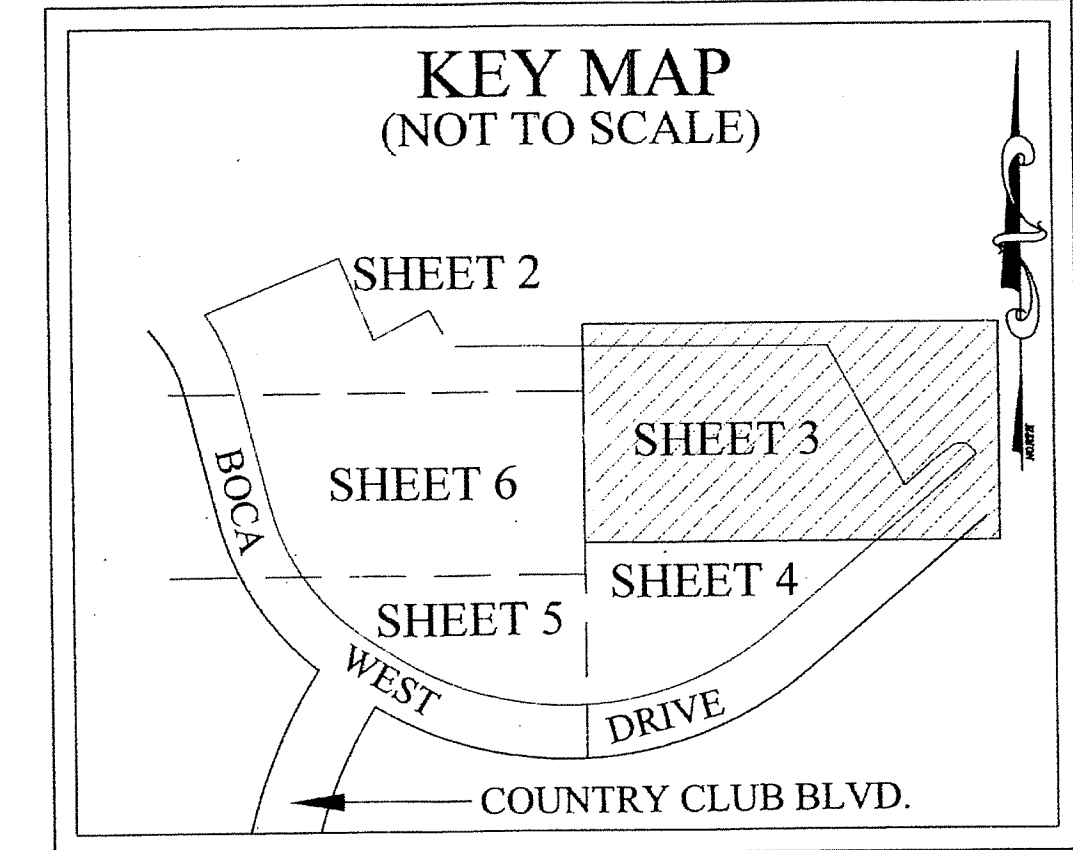 KEY MAP
(NOT TO SCALE)
SHEET 2
SHEET 3
SHEET 6
BOCA
SHEET 4
SHEET 5
WEST
DRIVE
COUNTRY CLUB BLVD.
NORTH